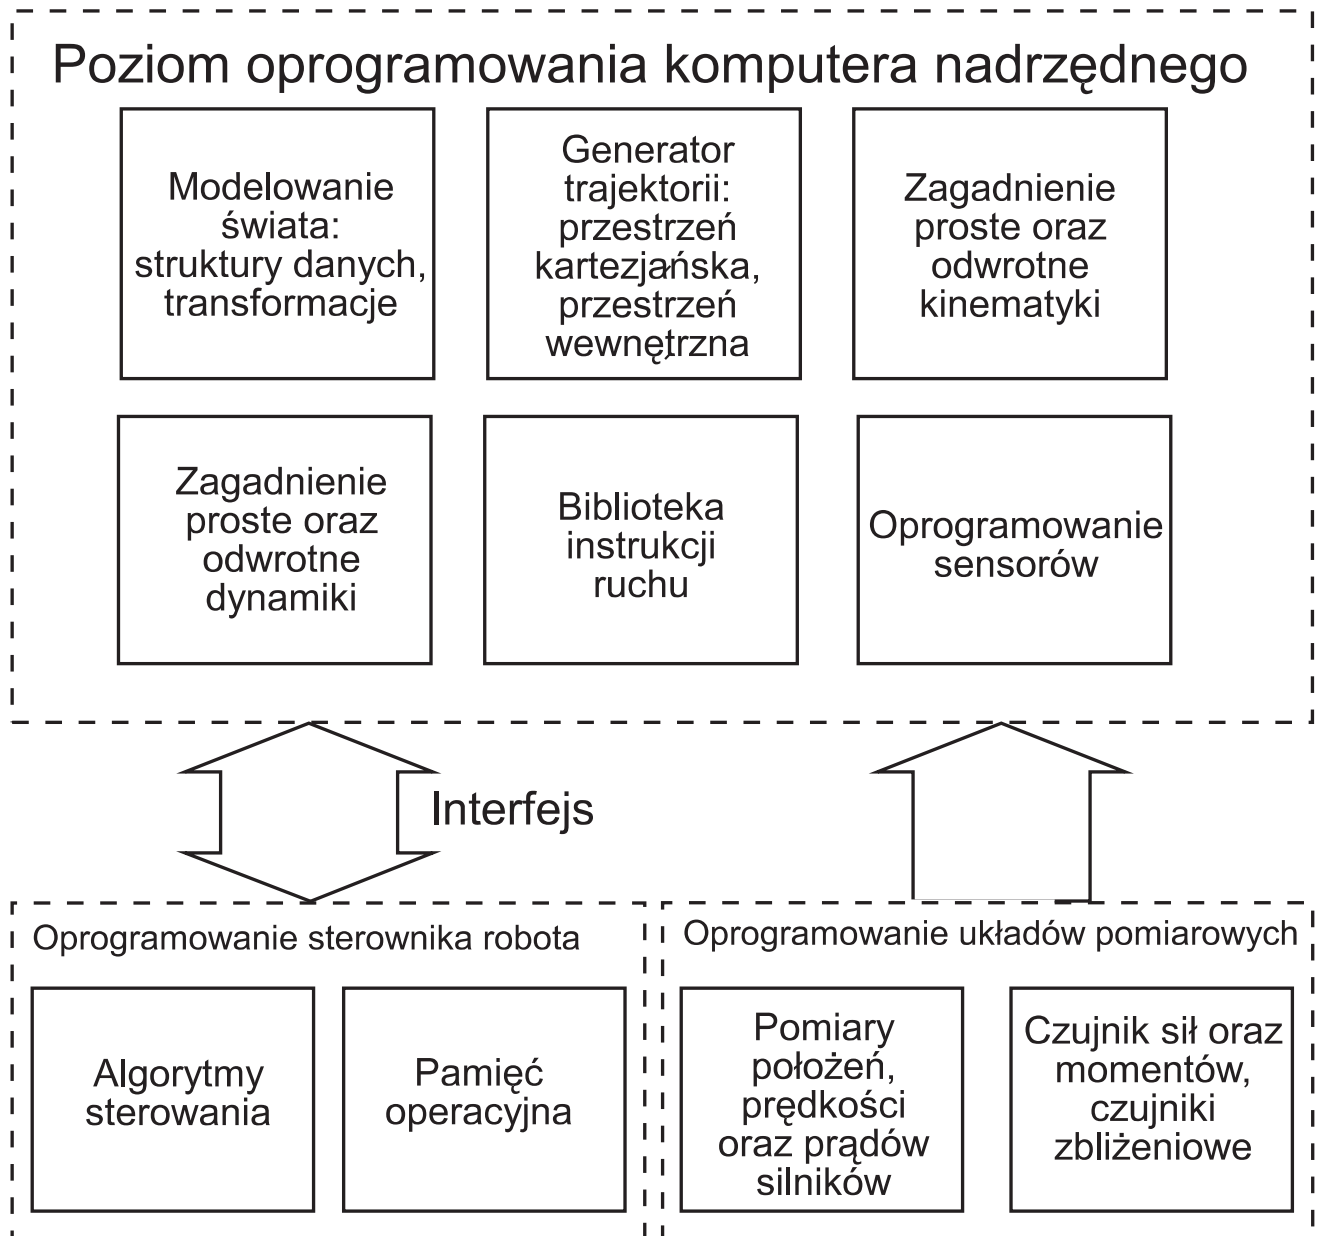 Poziom oprogramowania komputera nadrzędnego
Modelowanie
świata:
struktury danych,
transformacje
Generator
trajektorii:
przestrzeń
kartezjańska,
przestrzeń
wewnętrzna
Zagadnienie
proste oraz
odwrotne
kinematyki
Zagadnienie
proste oraz
odwrotne
dynamiki
Biblioteka
instrukcji
ruchu
Oprogramowanie
sensorów
Interfejs
Oprogramowanie sterownika robota
Algorytmy
sterowania
Pamięć
operacyjna
Oprogramowanie układów pomiarowych
Pomiary
położeń,
prędkości
oraz prądów
silników
Czujnik sił oraz
momentów,
czujniki
zbliżeniowe